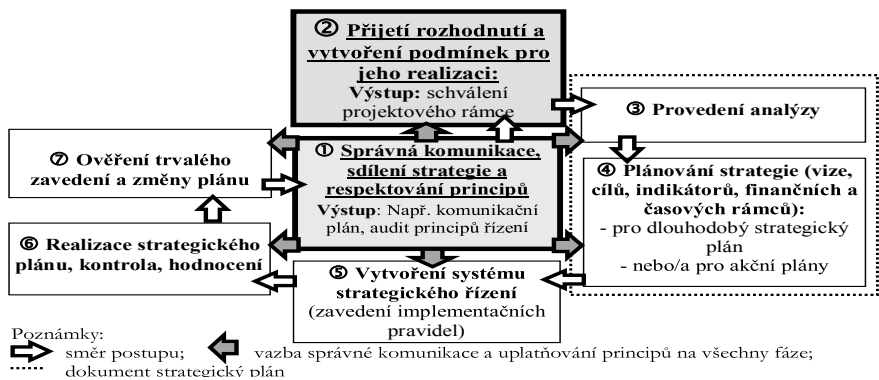 ② Přijetí rozhodnutí a
vytvoření podmínek pro
jeho realizaci:
Výstup: schválení
projektového rámce
③ Provedení analýzy
⑦ Ověření trvalého
zavedení a změny plánu
① Správná komunikace,
sdílení strategie a
respektování principů
Výstup: Např. komunikační
plán, audit principů řízení
④ Plánování strategie (vize,
cílů, indikátorů, finančních a
časových rámců):
- pro dlouhodobý strategický
plán
- nebo/a pro akční plány
⑥ Realizace strategického
plánu, kontrola, hodnocení
⑤ Vytvoření systému
strategického řízení
(zavedení implementačních
pravidel)
Poznámky:
směr postupu; vazba správné komunikace a uplatňování principů na všechny fáze;
dokument strategický plán